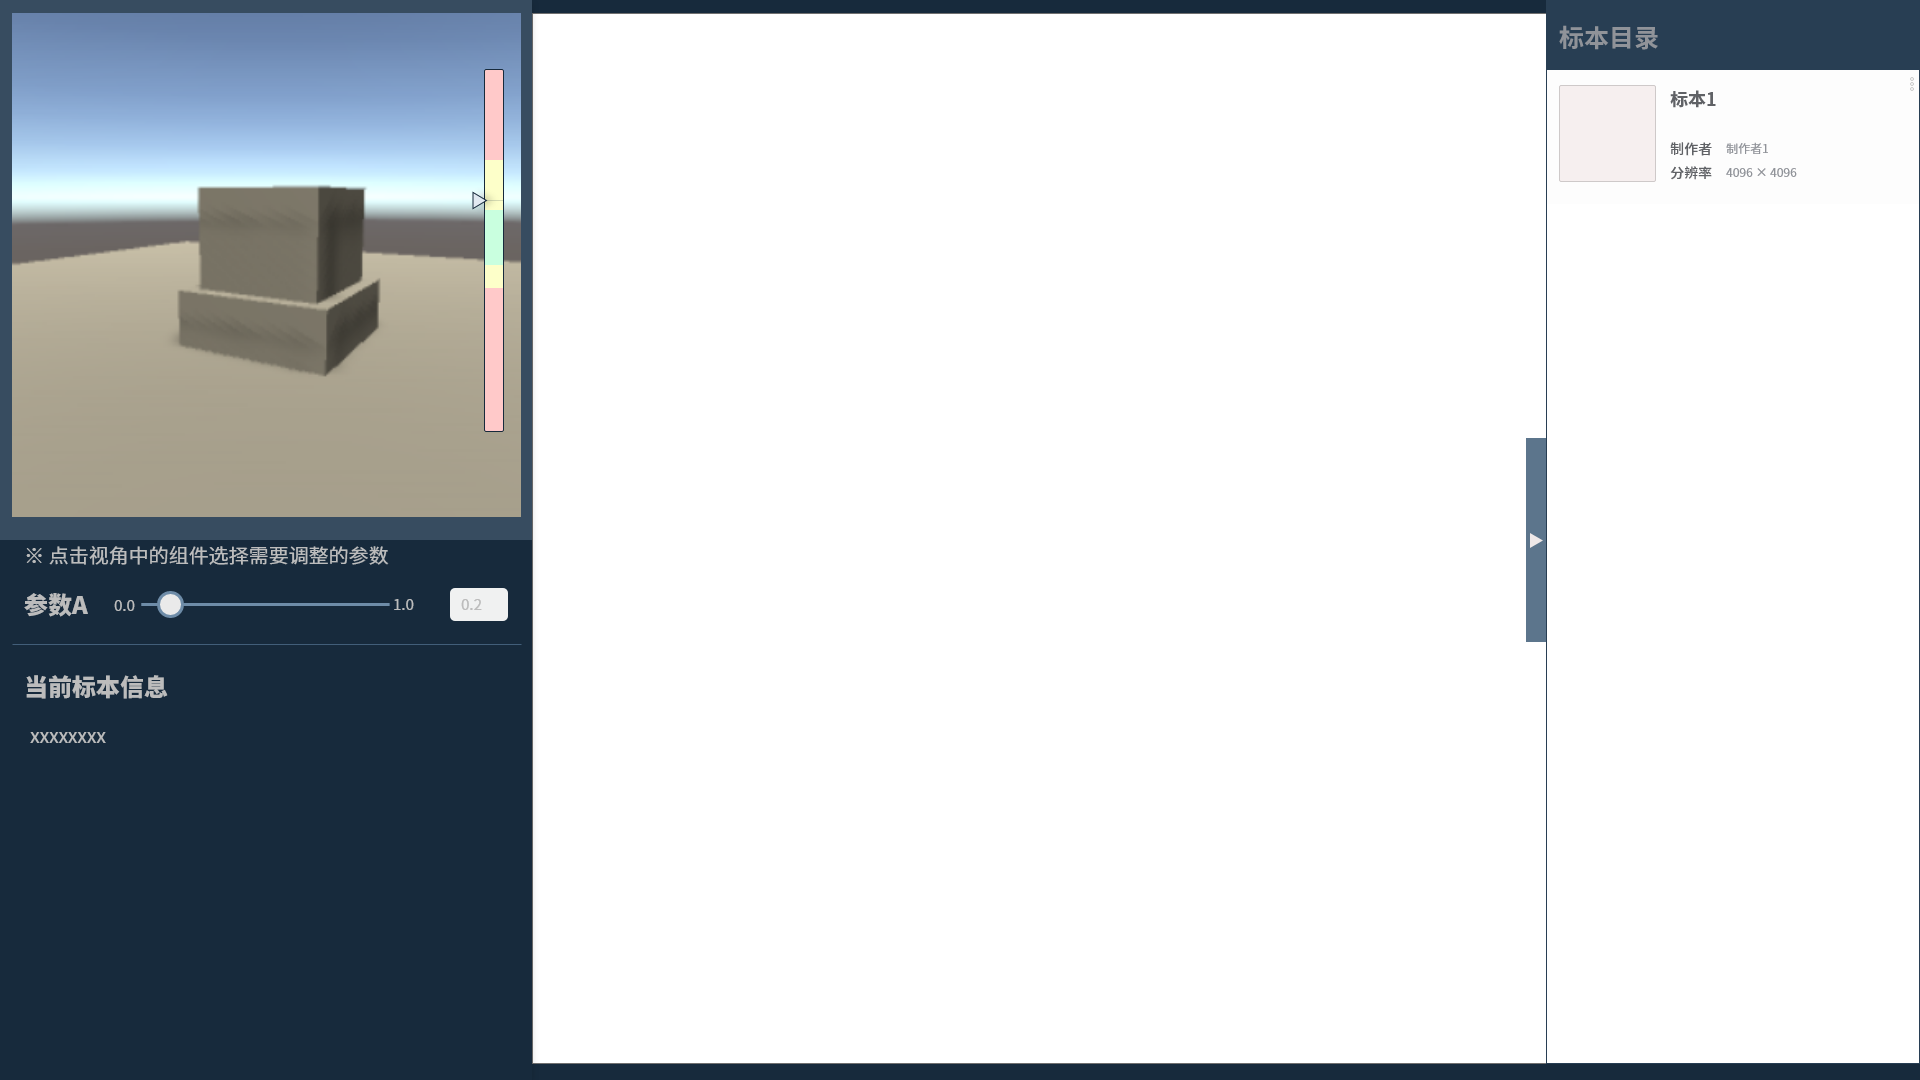 ※ 点击视角中的组件选择需要调整的参数
参数A 0.0 1.0 0.2
当前标本信息
XXXXXXXX
标本目录
标本1
制作者 制作者1
分辨率 4096 × 4096